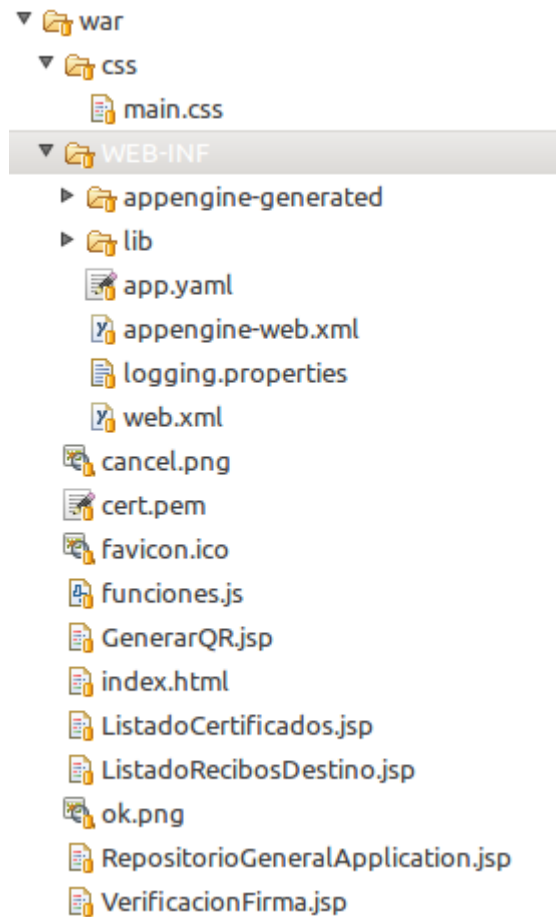 war
css
main.css
WEB-INF
appengine-generated
lib
app.yaml
appengine-web.xml
logging.properties
web.xml
cancel.png
cert.pem
favicon.ico
funciones.js
GenerarQR.jsp
index.html
ListadoCertificados.jsp
ListadoRecibosDestino.jsp
ok.png
RepositorioGeneralApplication.jsp
VerificacionFirma.jsp